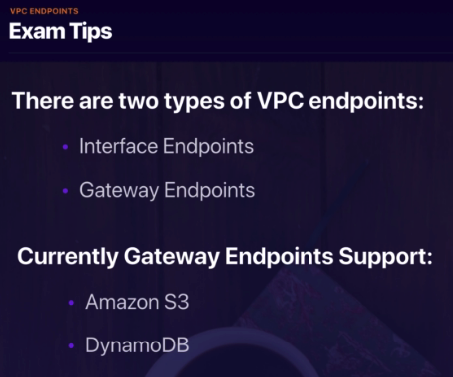 VPC ENDPOINTS
Exam Tips
There are two types of VPC endpoints:
• Interface Endpoints
• Gateway Endpoints
Currently Gateway Endpoints Support:
• Amazon S3
• DynamoDB